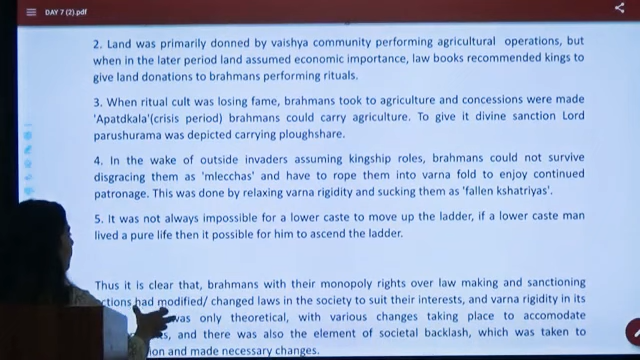 DAY 7 (2).pdf
2. Land was primarily donned by vaishya community performing agricultural operations, but
when in the later period land assumed economic importance, law books recommended kings to
give land donations to brahmans performing rituals.
3. When ritual cult was losing fame, brahmans took to agriculture and concessions were made
'Apatdkala'(crisis period) brahmans could carry agriculture. To give it divine sanction Lord
parushurama was depicted carrying ploughshare.
4. In the wake of outside invaders assuming kingship roles, brahmans could not survive
disgracing them as 'mlecchas' and have to rope them into varna fold to enjoy continued
patronage. This was done by relaxing varna rigidity and sucking them as 'fallen kshatriyas'.
5. It was not always impossible for a lower caste to move up the ladder, if a lower caste man
lived a pure life then it possible for him to ascend the ladder.
Thus it is clear that, brahmans with their monopoly rights over law making and sanctioning
ctions had modified/ changed laws in the society to suit their interests, and varna rigidity in its
was only theoretical, with various changes taking place to accomodate
and there was also the element of societal backlash, which was taken to
ion and made necessary changes.